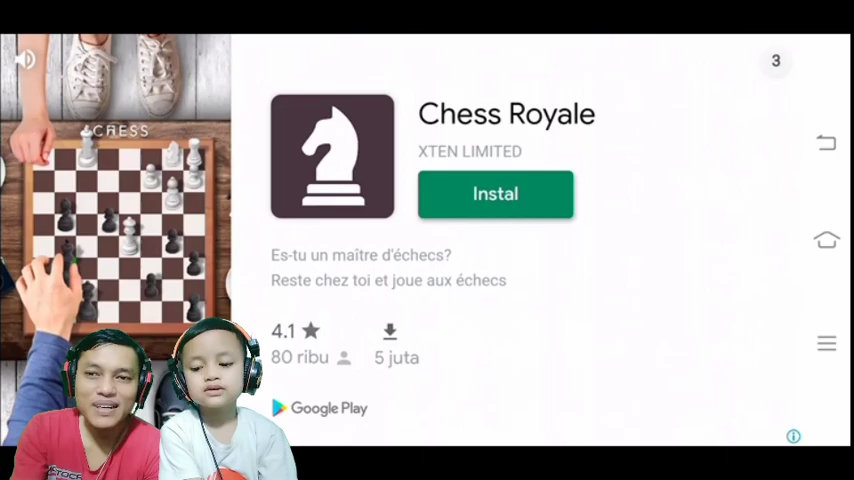 3
CHESS
Chess Royale
XTEN LIMITED
Instal
Es-tu un maître d'échecs?
Reste chez toi et joue aux échecs
4.1
80 ribu
5 juta
Google Play